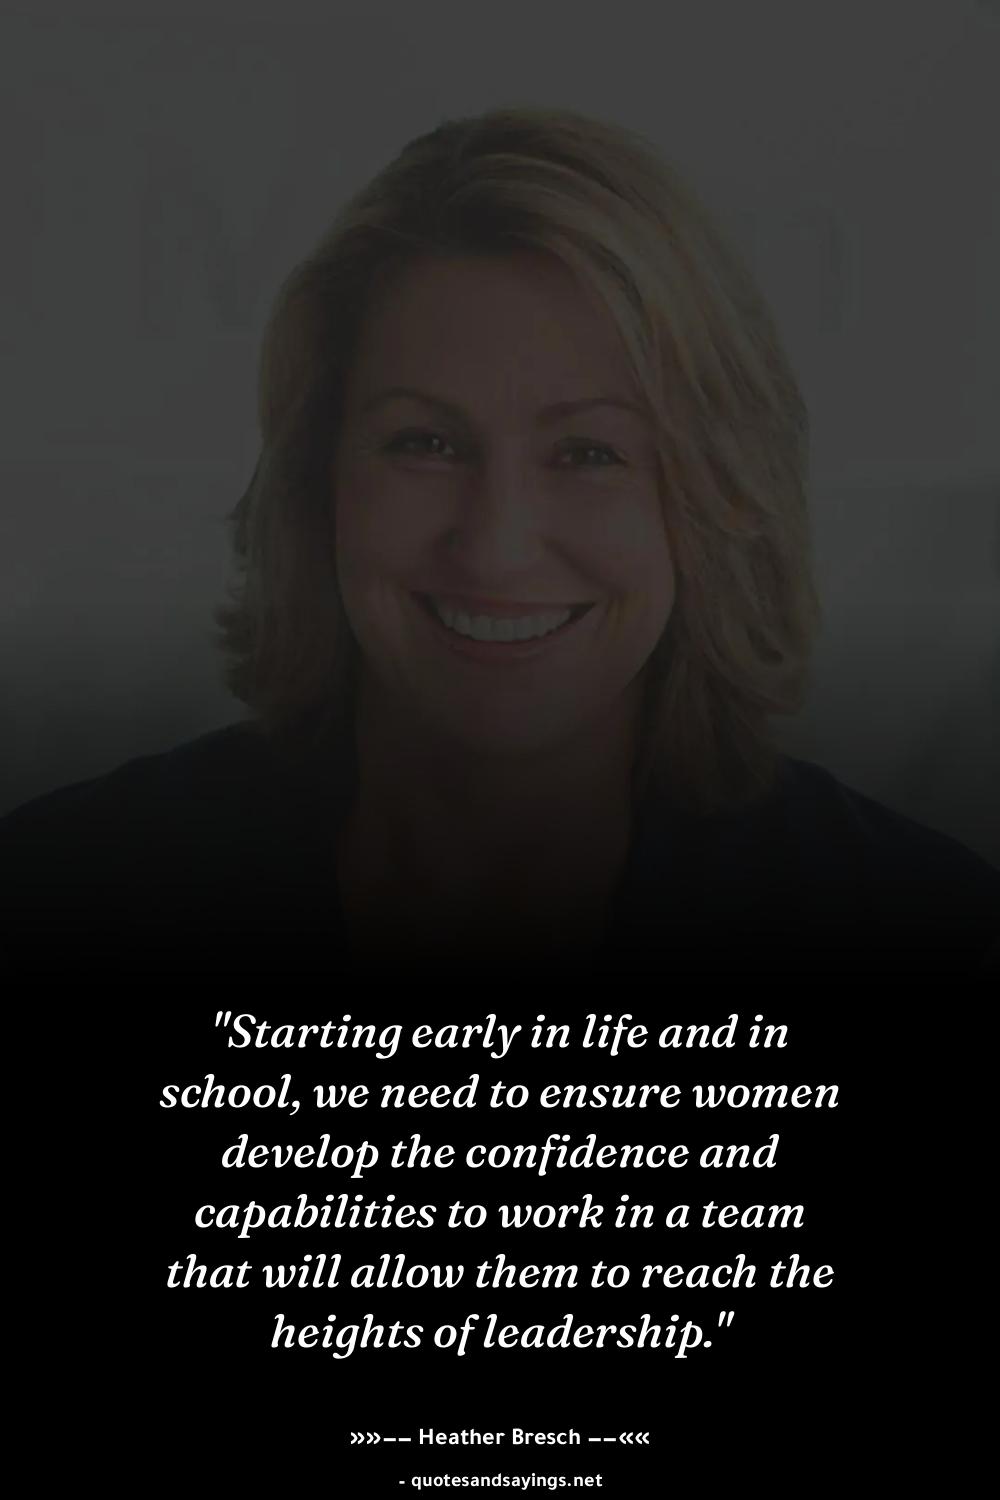 "Starting early in life and in
school, we need to ensure women
develop the confidence and
capabilities to work in a team
that will allow them to reach the
heights of leadership."
»»−− Heather Bresch −−««
- quotesandsayings.net